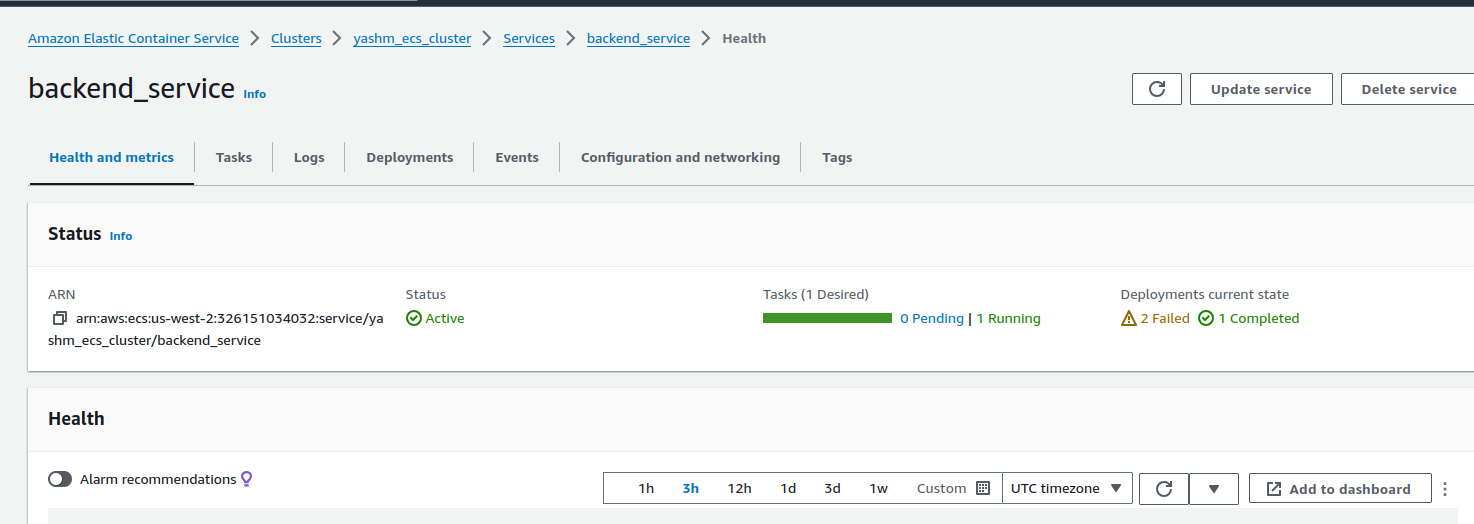 Amazon Elastic Container Service > Clusters > yashm_ecs_cluster > Services > backend_service > Health
backend_service Info
Update service
Delete service
Health and metrics
Tasks
Logs
Deployments
Events
Configuration and networking
Tags
Status Info
ARN
arn:aws:ecs:us-west-2:326151034032:service/ya
shm_ecs_cluster/backend_service
Status
Active
Tasks (1 Desired)
0 Pending | 1 Running
Deployments current state
2 Failed 1 Completed
Health
Alarm recommendations
1h 3h 12h 1d 3d 1w Custom
UTC timezone
Add to dashboard